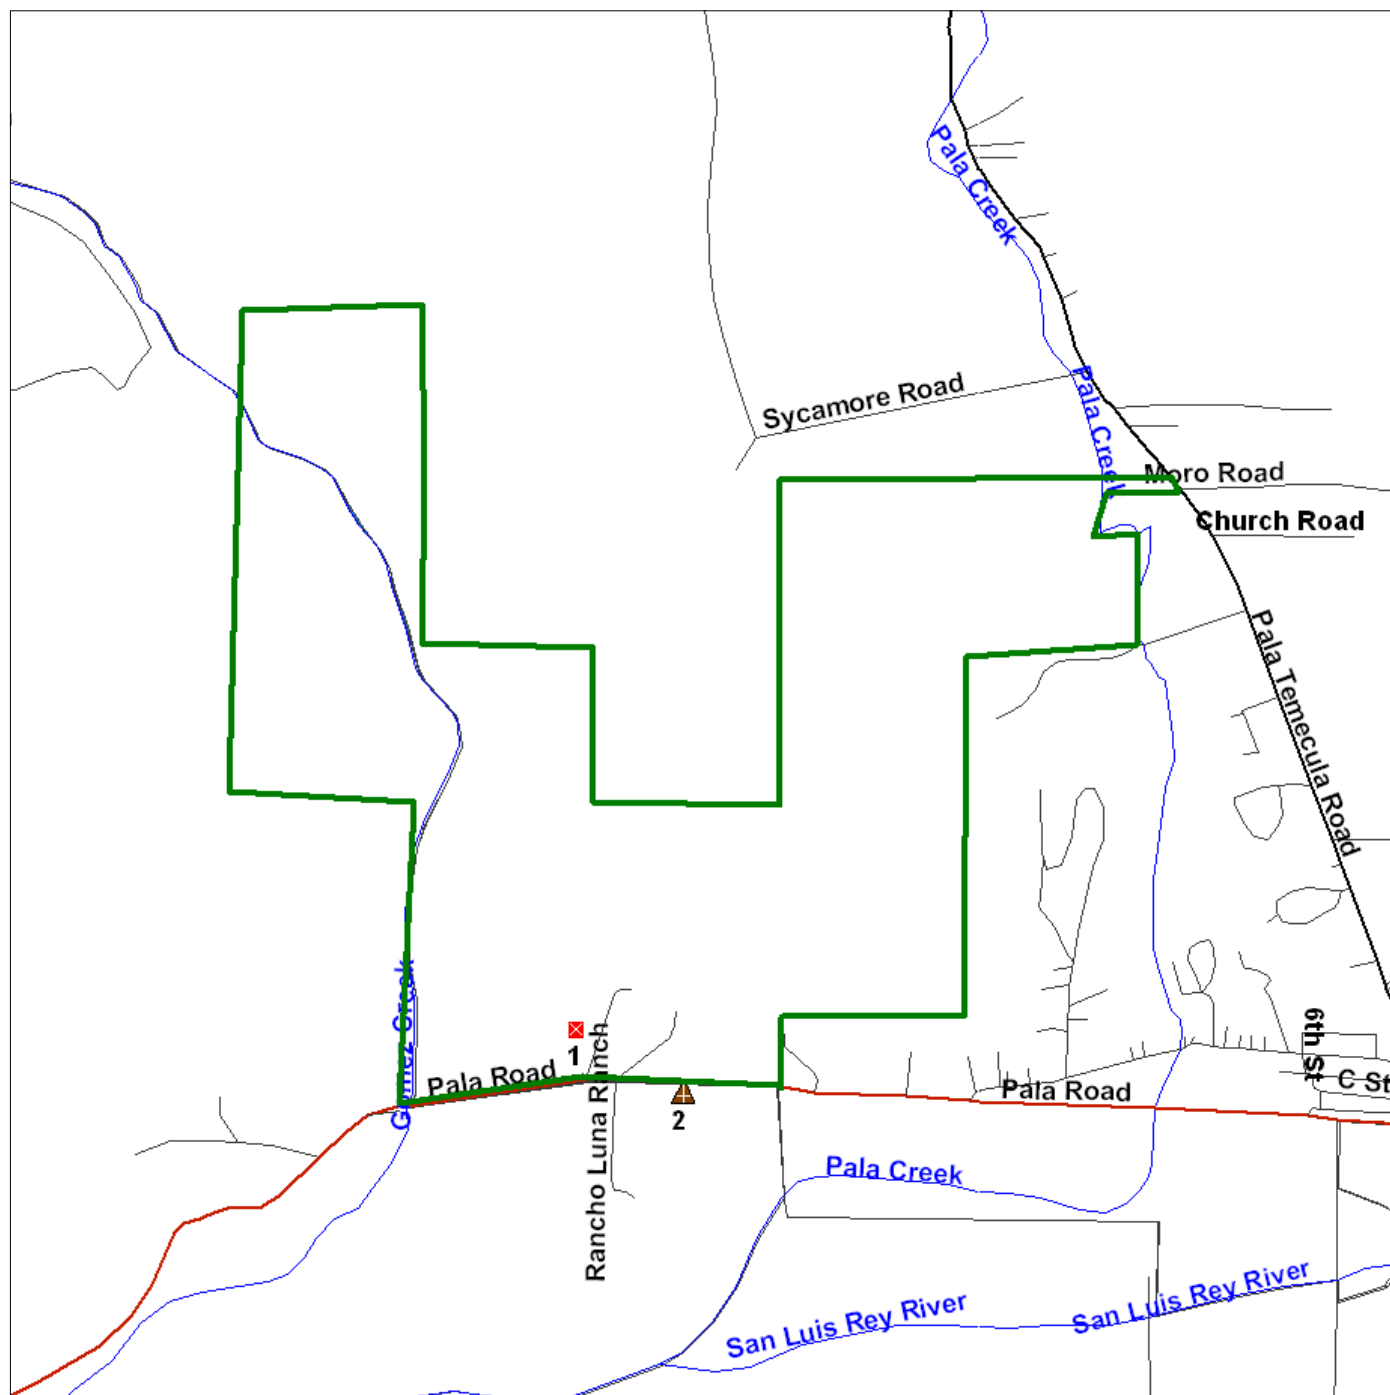 Pala Creek
Sycamore Road
Pala Creek
Moro Road
Church Road
Pala Temecula Road
Gomez Creek
1
Pala Road
2
Rancho Luna Ranch
Pala Road
6th St
C St
Pala Creek
San Luis Rey River
San Luis Rey River